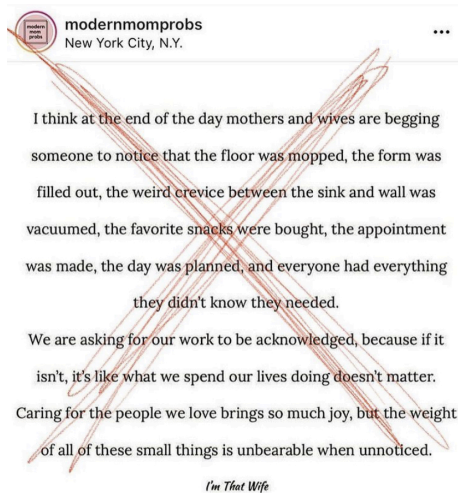 modern
mom
probs
modernmomprobs
New York City, N.Y.
I think at the end of the day mothers and wives are begging
someone to notice that the floor was mopped, the form was
filled out, the weird crevice between the sink and wall was
vacuumed, the favorite snacks were bought, the appointment
was made, the day was planned, and everyone had everything
they didn't know they needed.
We are asking for our work to be acknowledged, because if it
isn't, it's like what we spend our lives doing doesn't matter.
Caring for the people we love brings so much joy, but the weight
of all of these small things is unbearable when unnoticed.
I'm That Wife